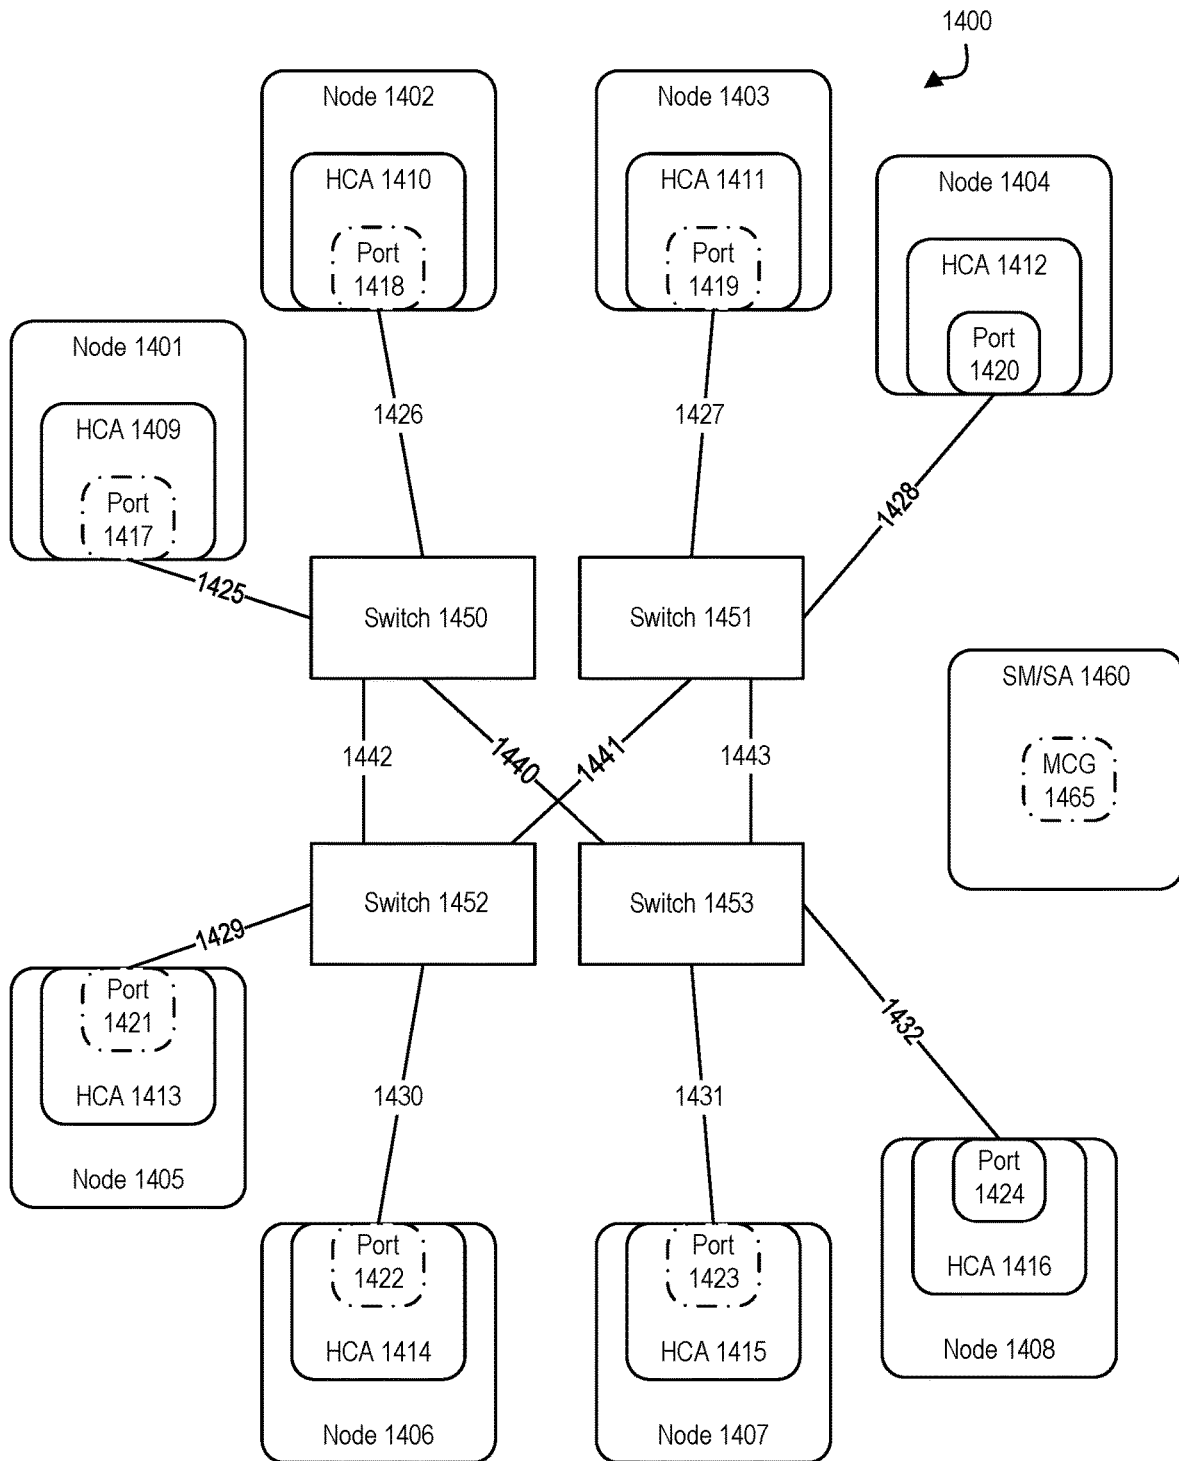 1400
Node 1402
HCA 1410
Port
1418
Node 1403
HCA 1411
Port
1419
Node 1404
HCA 1412
Port
1420
Node 1401
HCA 1409
Port
1417
1426
1427
1428
1425
Switch 1450
Switch 1451
SM/SA 1460
MCG
1465
1442
1440
1441
1443
Switch 1452
Switch 1453
1429
Port
1421
HCA 1413
Node 1405
1430
1431
1432
Port
1422
HCA 1414
Node 1406
Port
1423
HCA 1415
Node 1407
Port
1424
HCA 1416
Node 1408